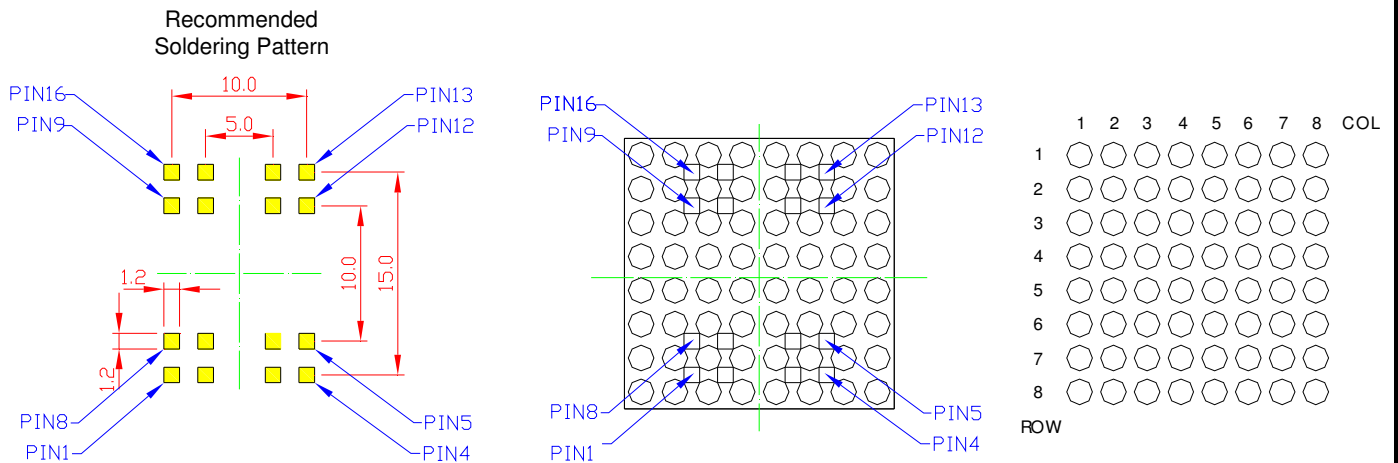 Recommended
Soldering Pattern
10.0
5.0
PIN16
PIN9
PIN13
PIN12
1.2
1.2
10.0
15.0
PIN8
PIN1
PIN5
PIN4
PIN16
PIN9
PIN13
PIN12
PIN8
PIN1
PIN5
PIN4
1 2 3 4 5 6 7 8 COL
1
2
3
4
5
6
7
8
ROW